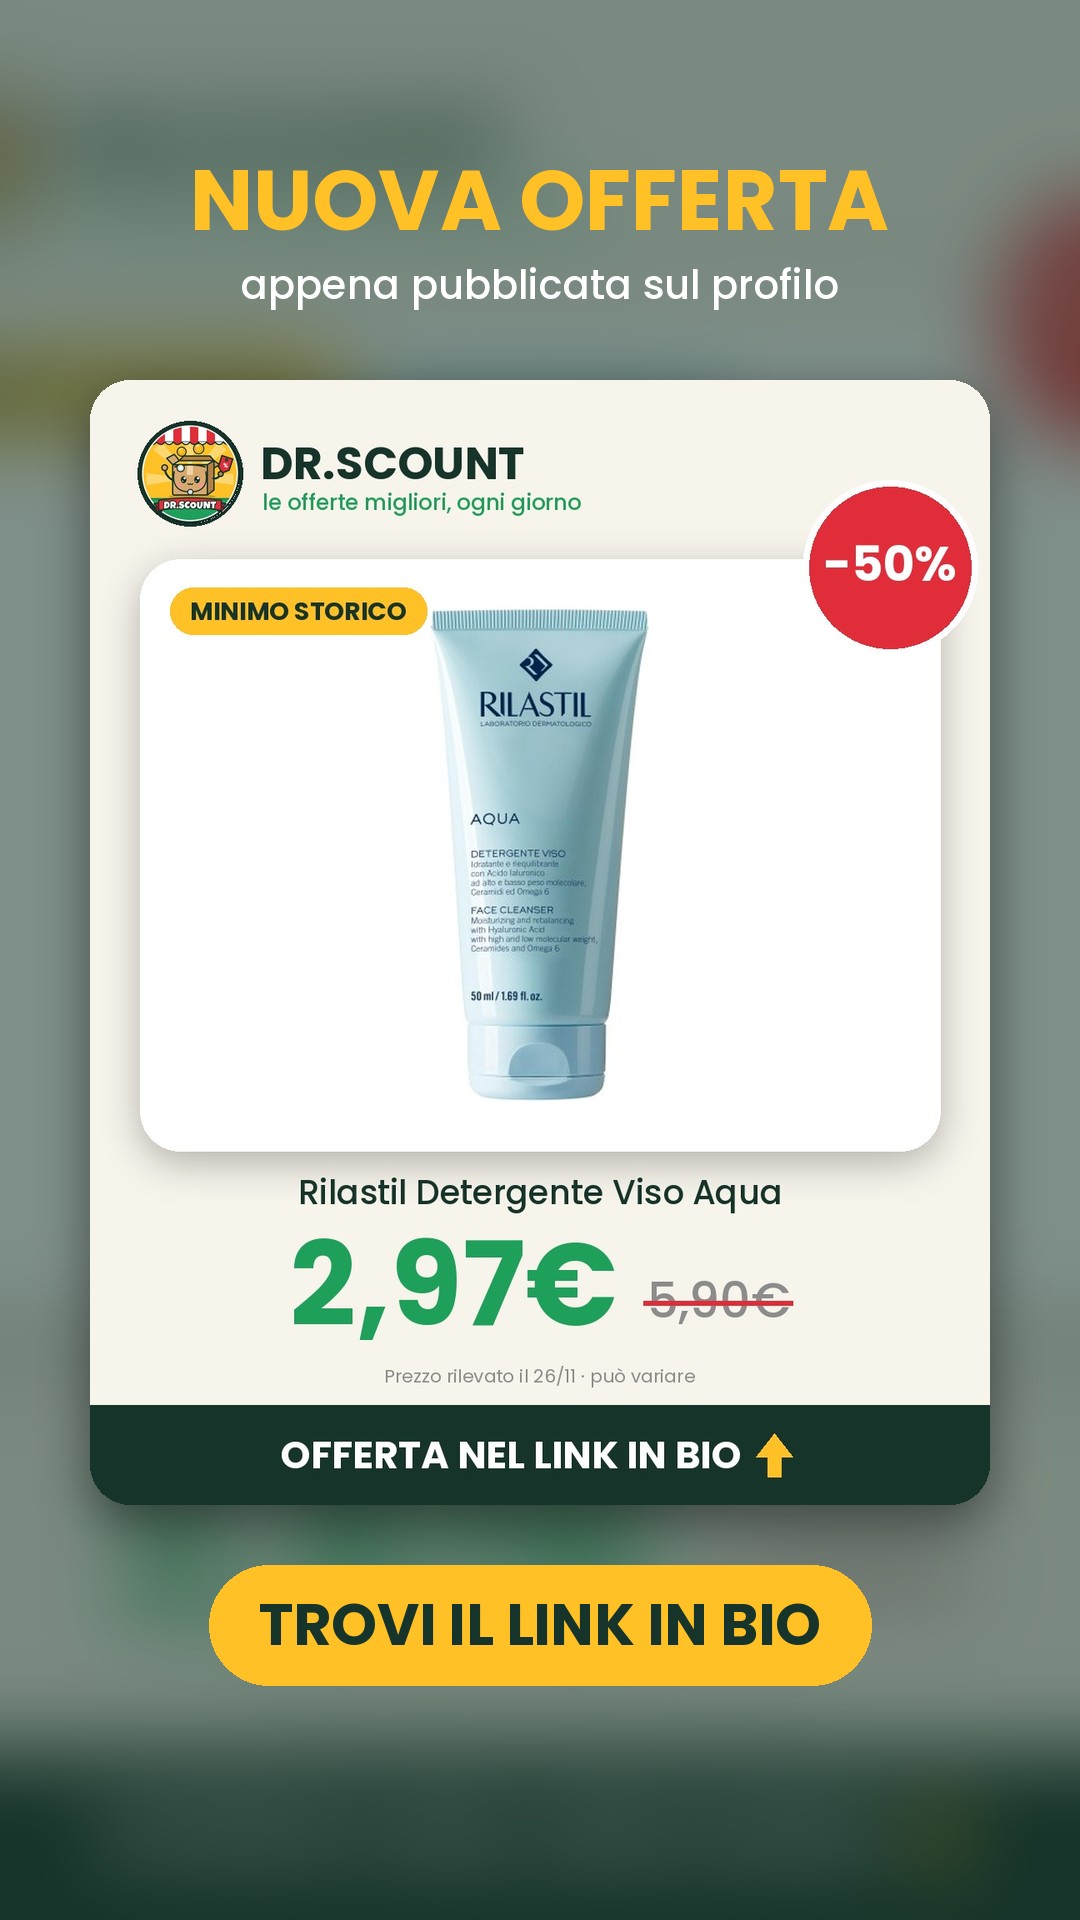 NUOVA OFFERTA
appena pubblicata sul profilo
DR.SCOUNT
DR.SCOUNT
le offerte migliori, ogni giorno
-50%
MINIMO STORICO
RILASTIL
LABORATORIO DERMATOLOGICO
AQUA
DETERGENTE VISO
Idratante e riequilibrante
con Acido Ialuronico
ad alto e basso peso molecolare,
Ceramidi ed Omega 6
FACE CLEANSER
Moisturizing and rebalancing
with Hyaluronic Acid
with high and low molecular weight,
Ceramides and Omega 6
50 ml / 1.69 fl. oz.
Rilastil Detergente Viso Aqua
2,97€ 5,90€
Prezzo rilevato il 26/11 · può variare
OFFERTA NEL LINK IN BIO
TROVI IL LINK IN BIO